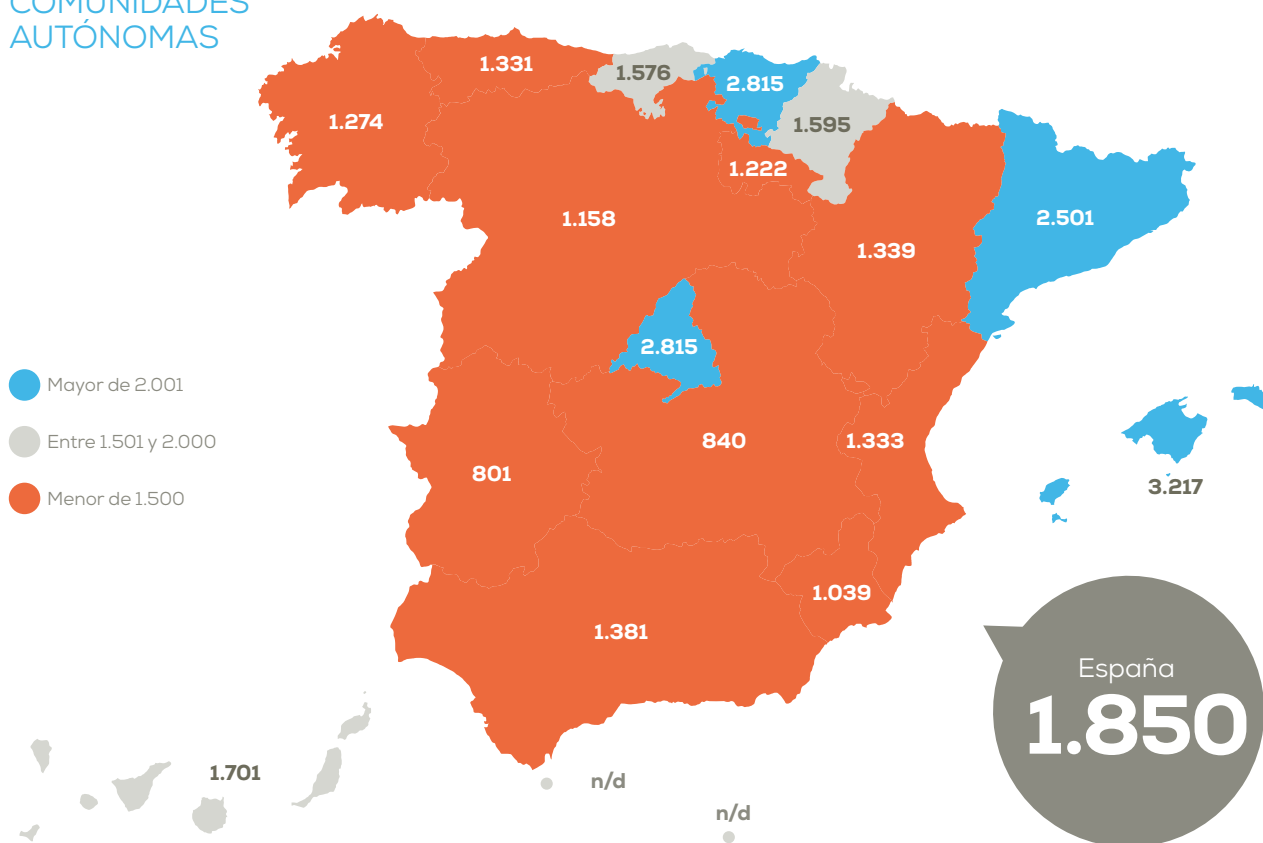 COMUNIDADES
AUTÓNOMAS
1.331
1.576
2.815
1.274
1.595
1.222
1.158
2.501
1.339
2.815
Mayor de 2.001
Entre 1.501 y 2.000
Menor de 1.500
840
1.333
801
3.217
1.039
1.381
España
1.850
1.701
n/d
n/d